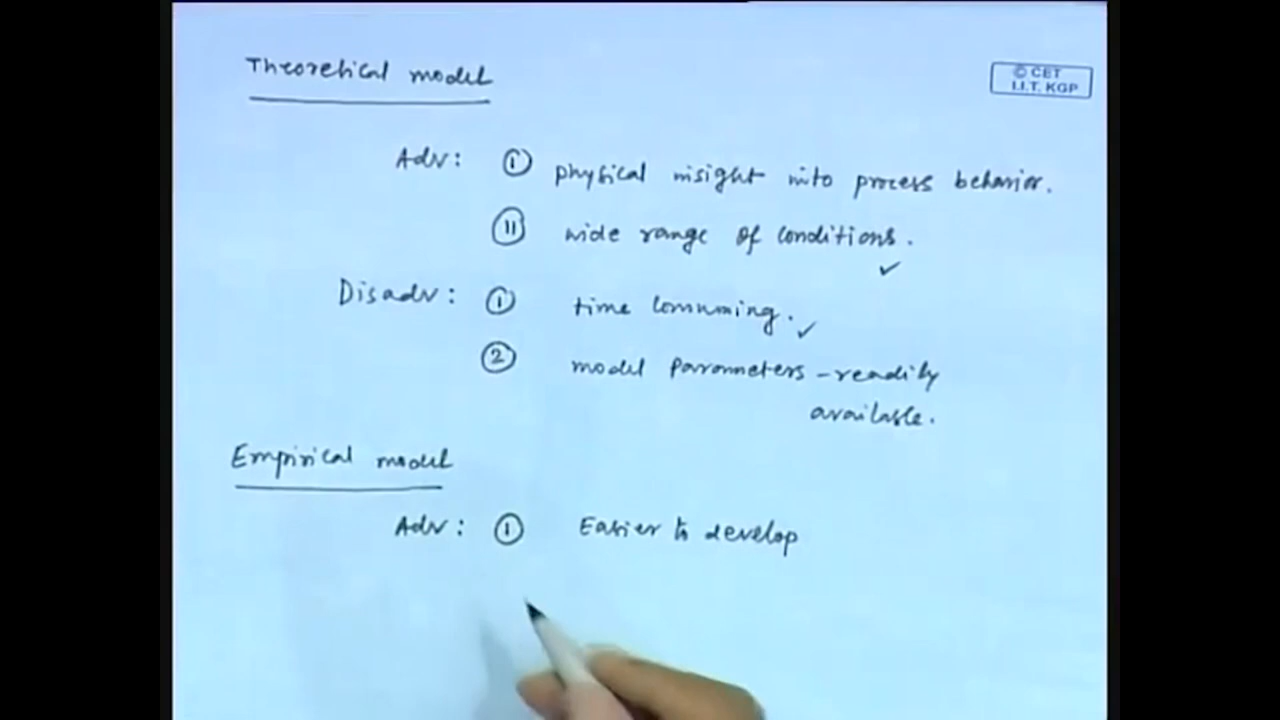 Theoretical model
© CET
I.I.T. KGP
Adv: ① physical insight into process behavior.
II wide range of conditions.
Disadv: ① time consuming.
② model parameters - readily
available.
Empirical model
Adv: ① Easier to develop